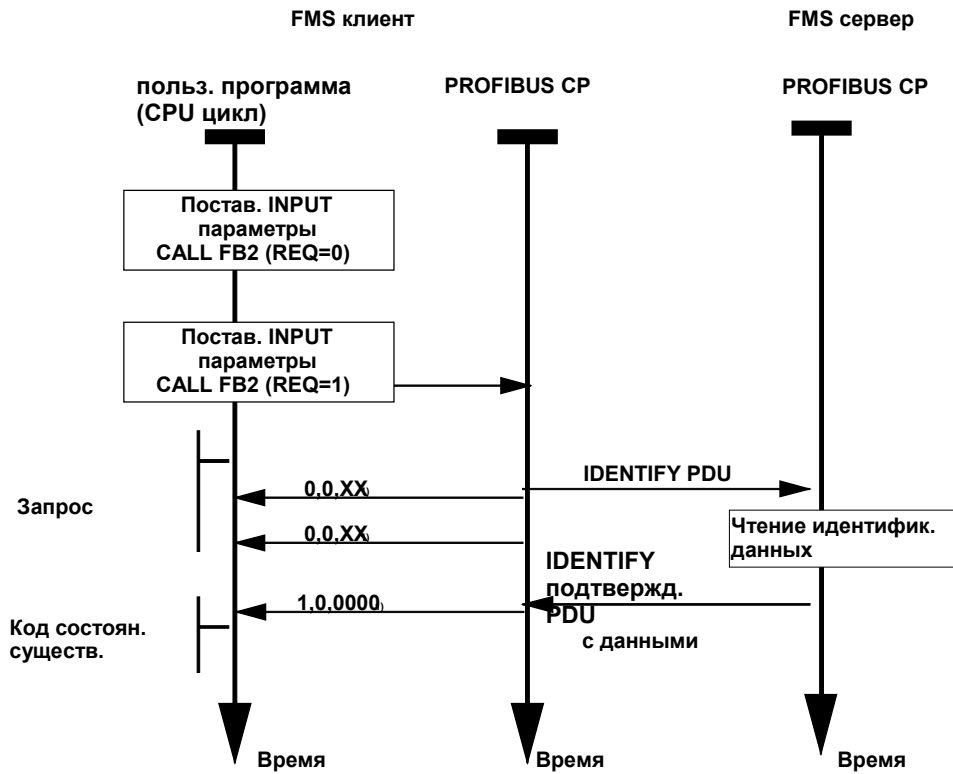 FMS клиент
FMS сервер
польз. программа
(CPU цикл)
PROFIBUS CP
PROFIBUS CP
Постав. INPUT
параметры
CALL FB2 (REQ=0)
Постав. INPUT
параметры
CALL FB2 (REQ=1)
Запрос
0,0,XX)
IDENTIFY PDU
0,0,XX)
Чтение идентифик.
данных
IDENTIFY
подтвержд.
PDU
с данными
1,0,0000)
Код состоян.
существ.
Время
Время
Время